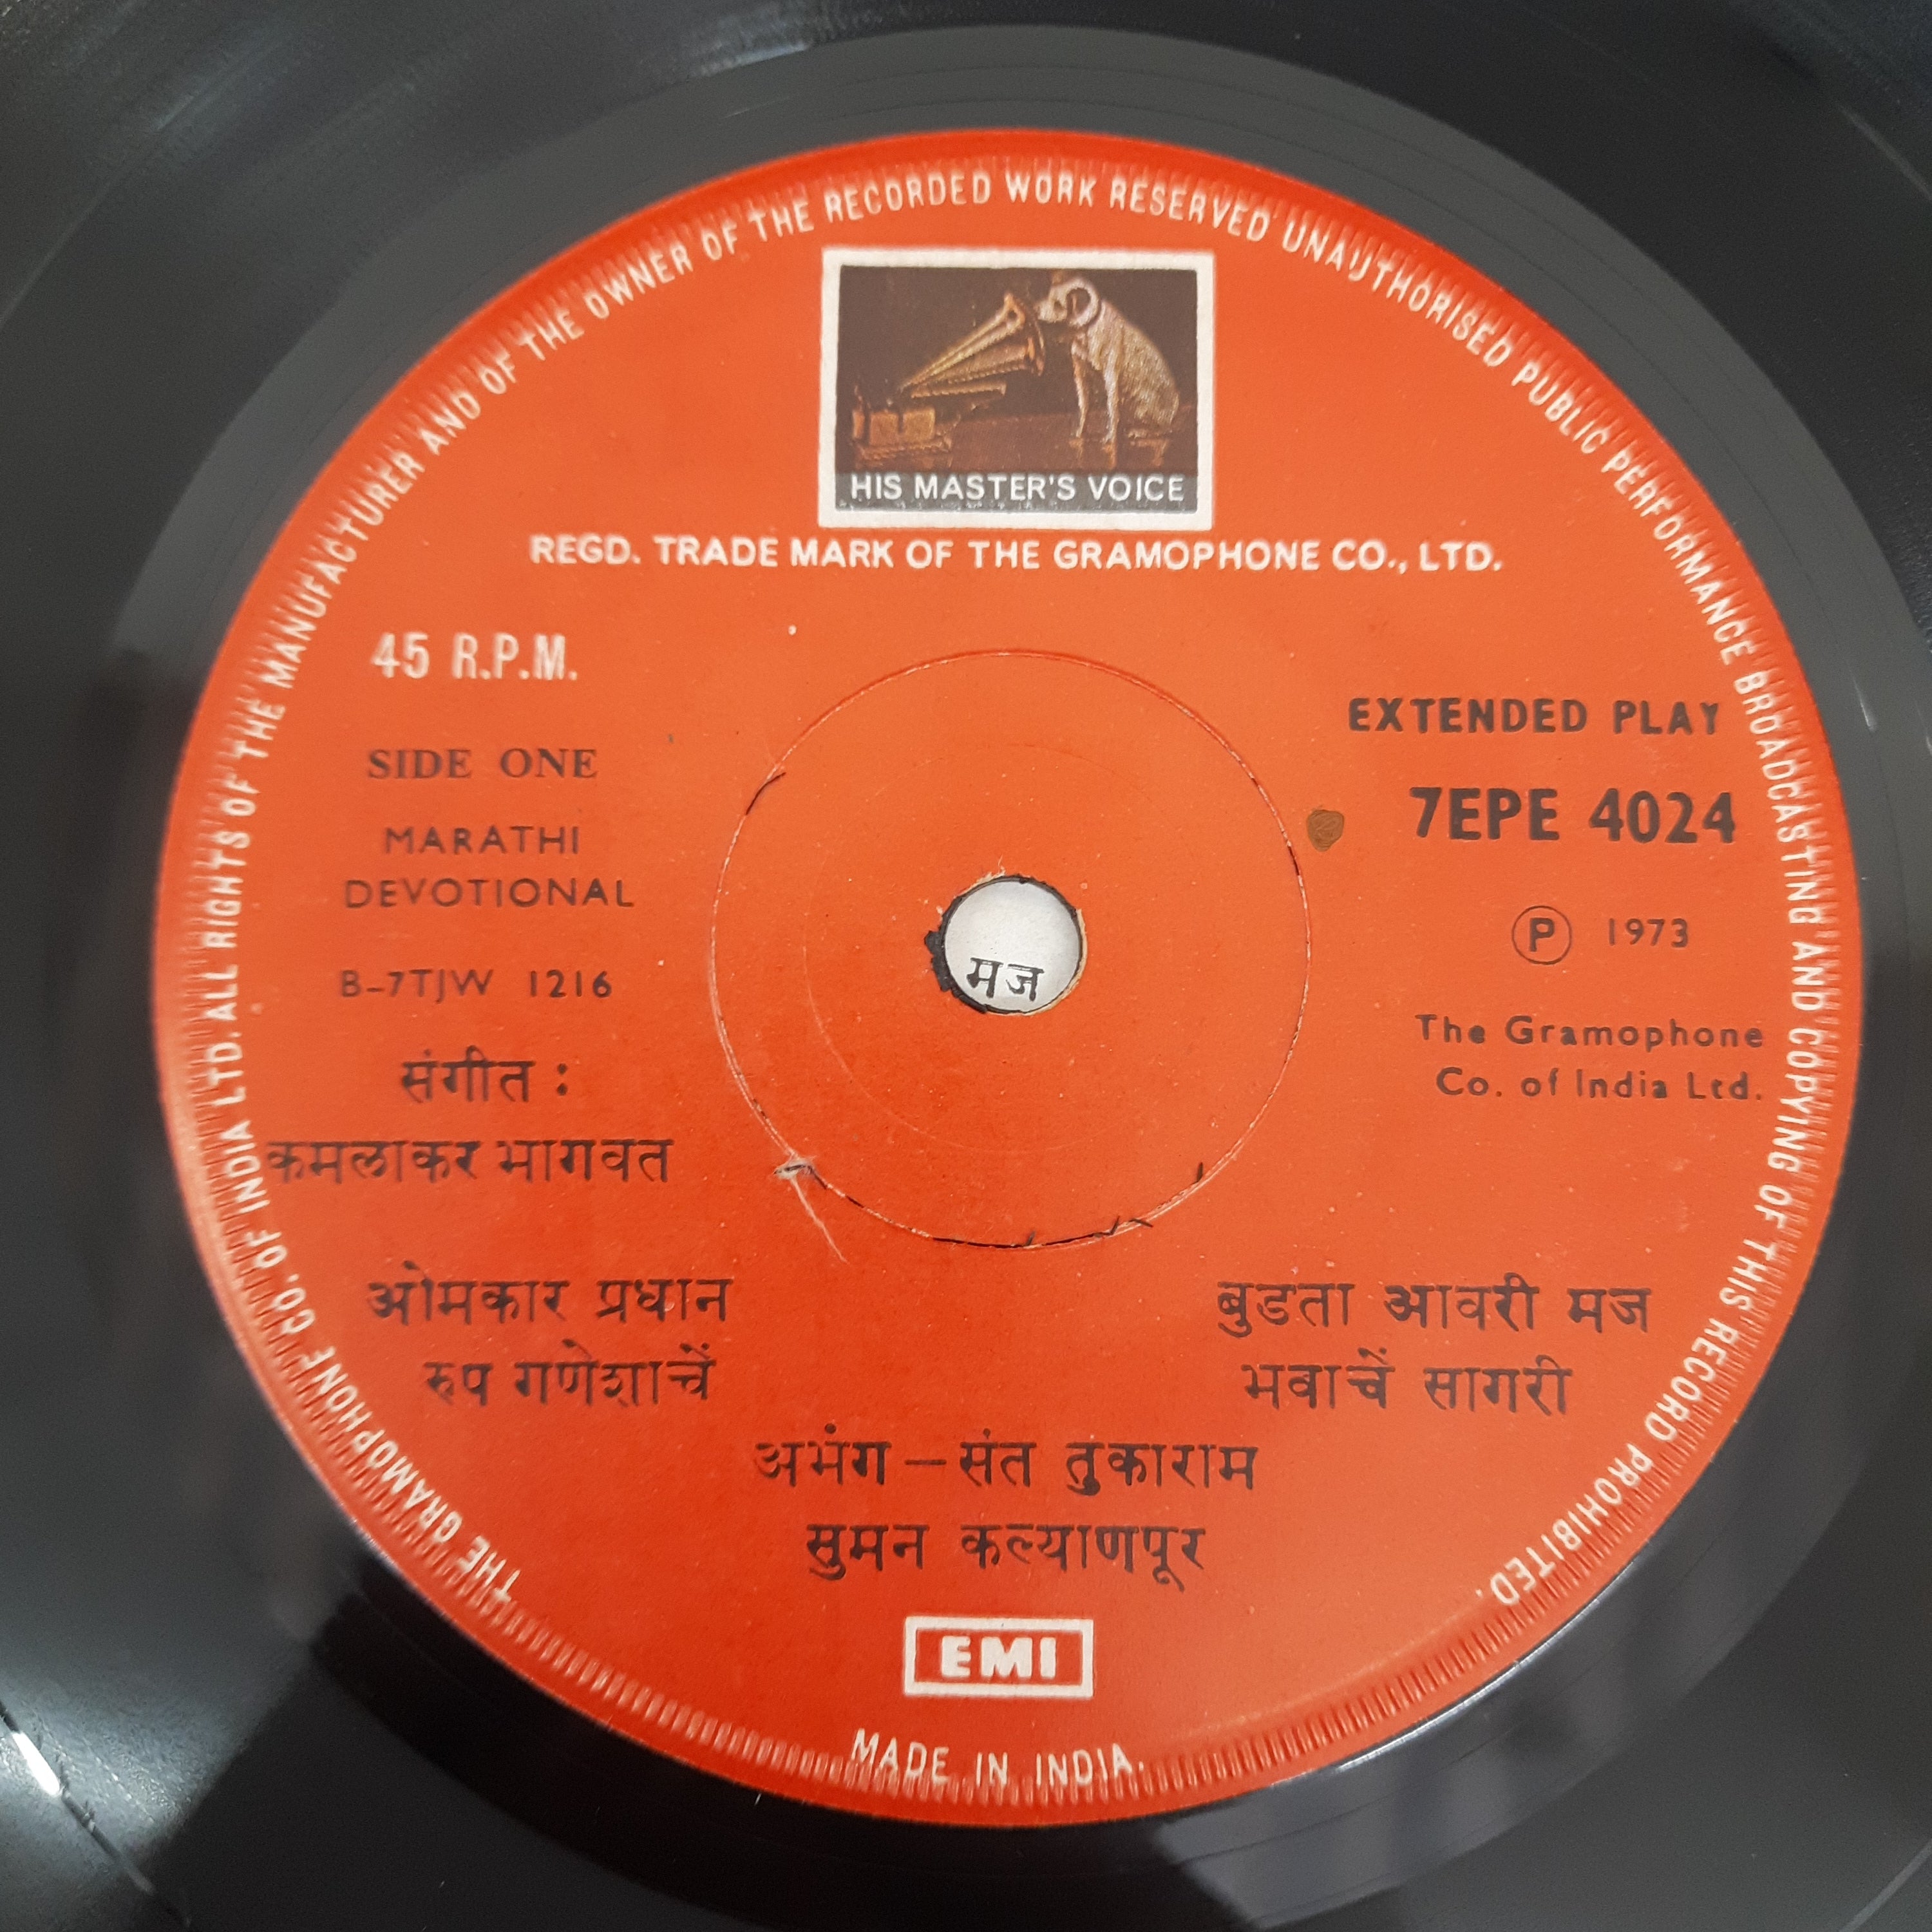 THE GRAMOPHONE CO. OF INDIA LTD. ALL RIGHTS OF THE MANUFACTURER AND OF THE OWNER OF THE RECORDED WORK RESERVED UNAUTHORISED PUBLIC PERFORMANCE BROADCASTING AND COPYING OF THIS RECORD PROHIBITED.
HIS MASTER'S VOICE
REGD. TRADE MARK OF THE GRAMOPHONE CO., LTD.
45 R.P.M.
SIDE ONE
MARATHI
DEVOTIONAL
B-7TJW 1216
EXTENDED PLAY
7EPE 4024
Ⓟ 1973
The Gramophone
Co. of India Ltd.
मज
संगीत :
कमलाकर भागवत
ओमकार प्रधान
रुप गणेशाचें
बुडता आवरी मज
भवाचें सागरी
अभंग – संत तुकाराम
सुमन कल्याणपूर
EMI
MADE IN INDIA.